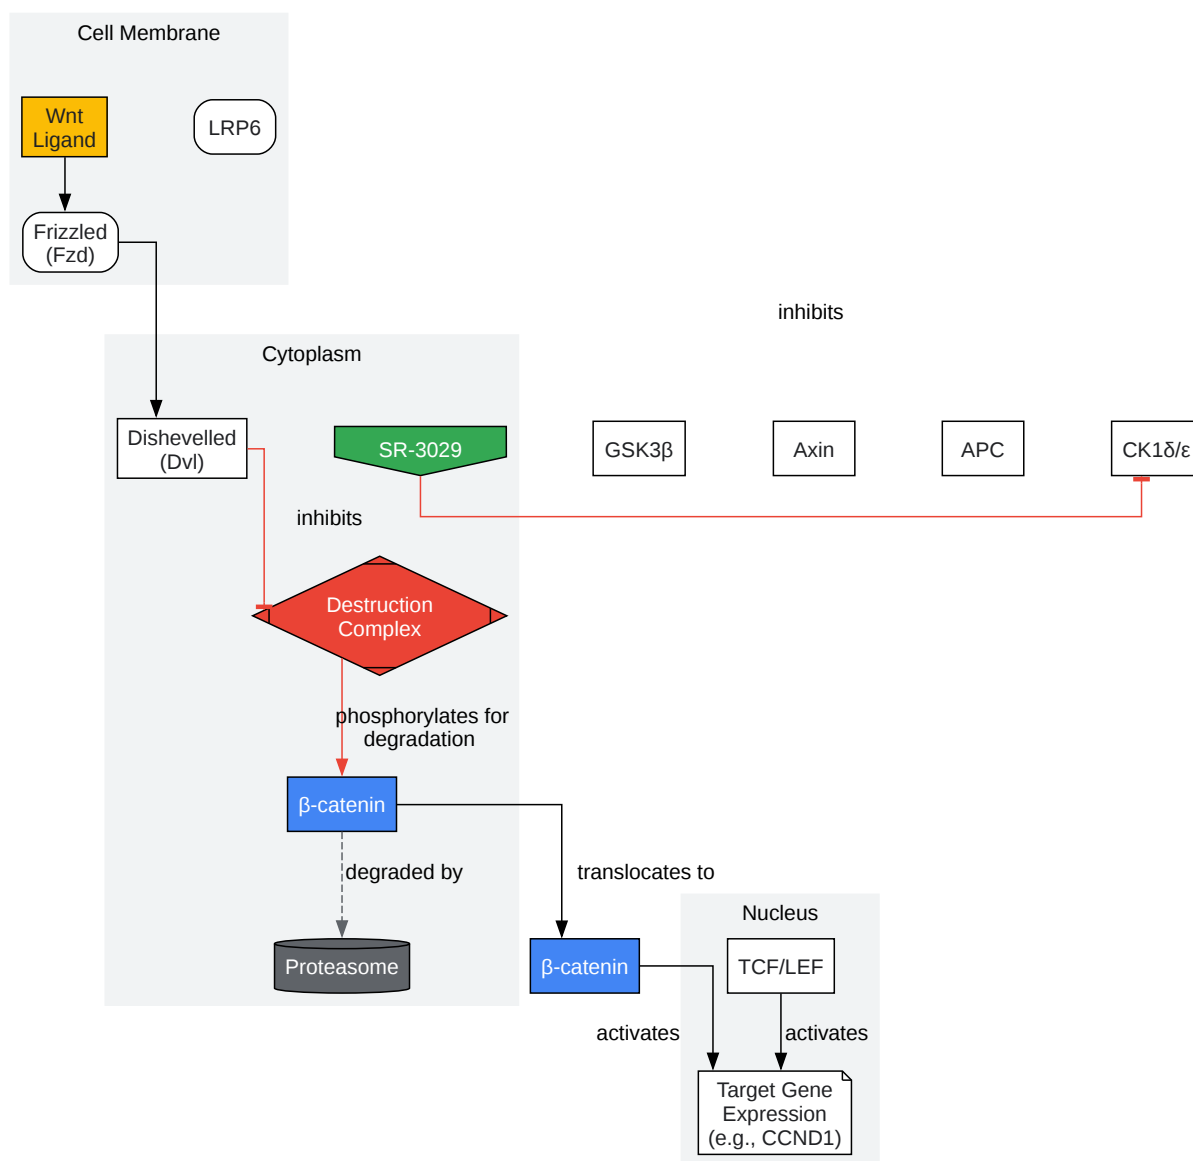 Cell Membrane
Wnt
Ligand
LRP6
Frizzled
(Fzd)
inhibits
Cytoplasm
Dishevelled
(Dvl)
SR-3029
GSK3β
Axin
APC
CK1δ/ε
inhibits
Destruction
Complex
phosphorylates for
degradation
β-catenin
degraded by
translocates to
Nucleus
Proteasome
β-catenin
TCF/LEF
activates
activates
Target Gene
Expression
(e.g., CCND1)